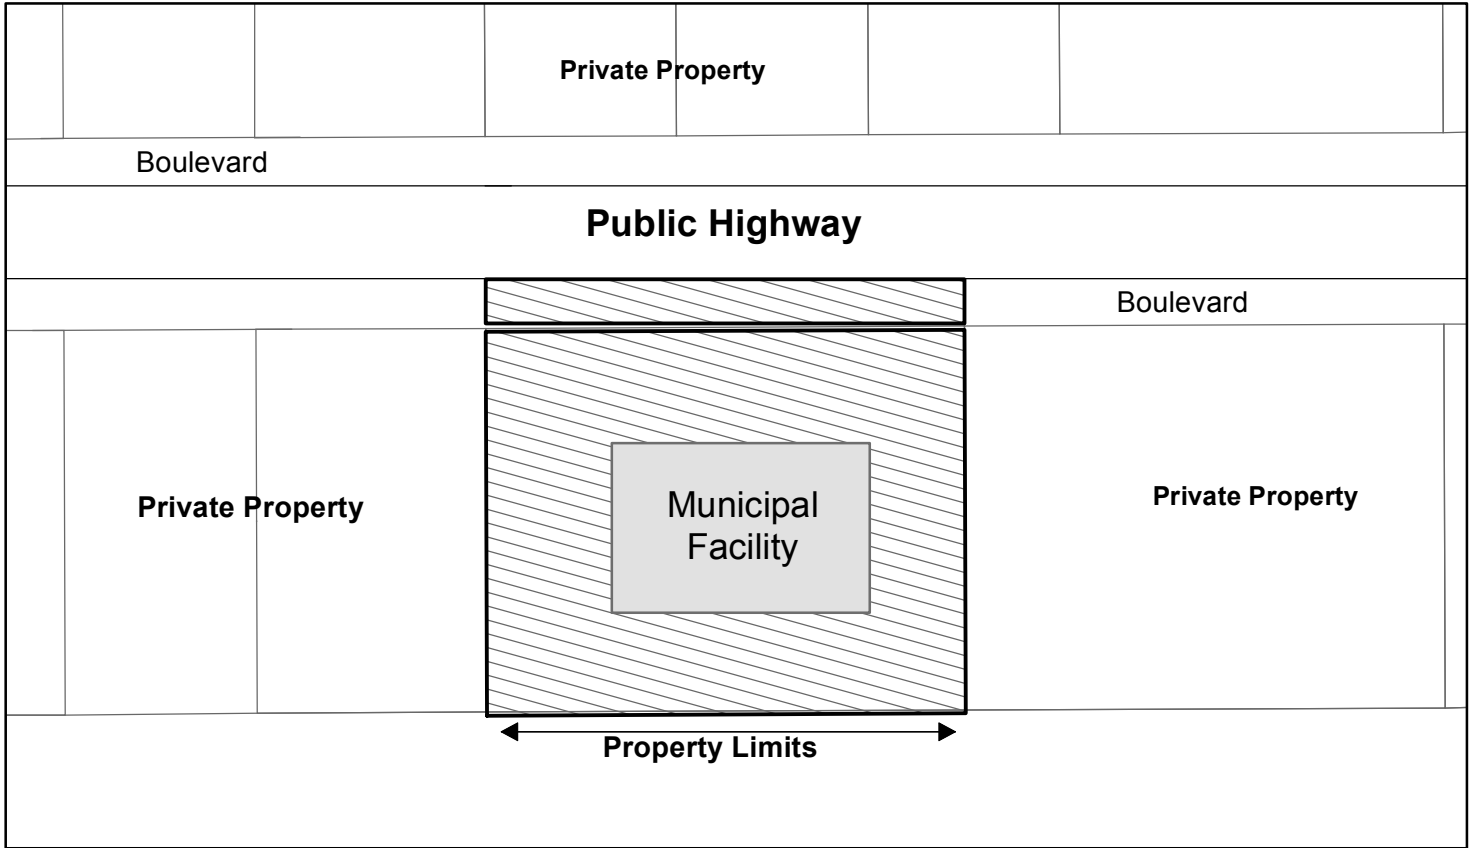 Private Property
Boulevard
Public Highway
Boulevard
Private Property
Municipal
Facility
Private Property
Property Limits